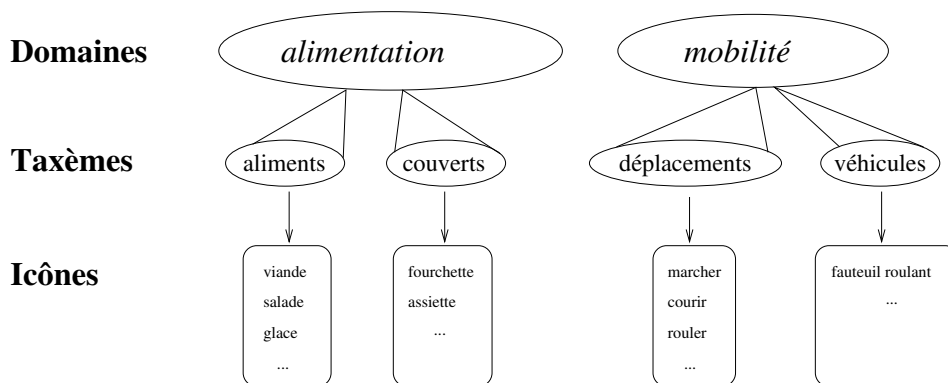 Domaines alimentation mobilité
Taxèmes aliments couverts déplacements véhicules
Icônes
viande fourchette marcher fauteuil roulant
salade assiette courir ...
glace ... rouler
... ...